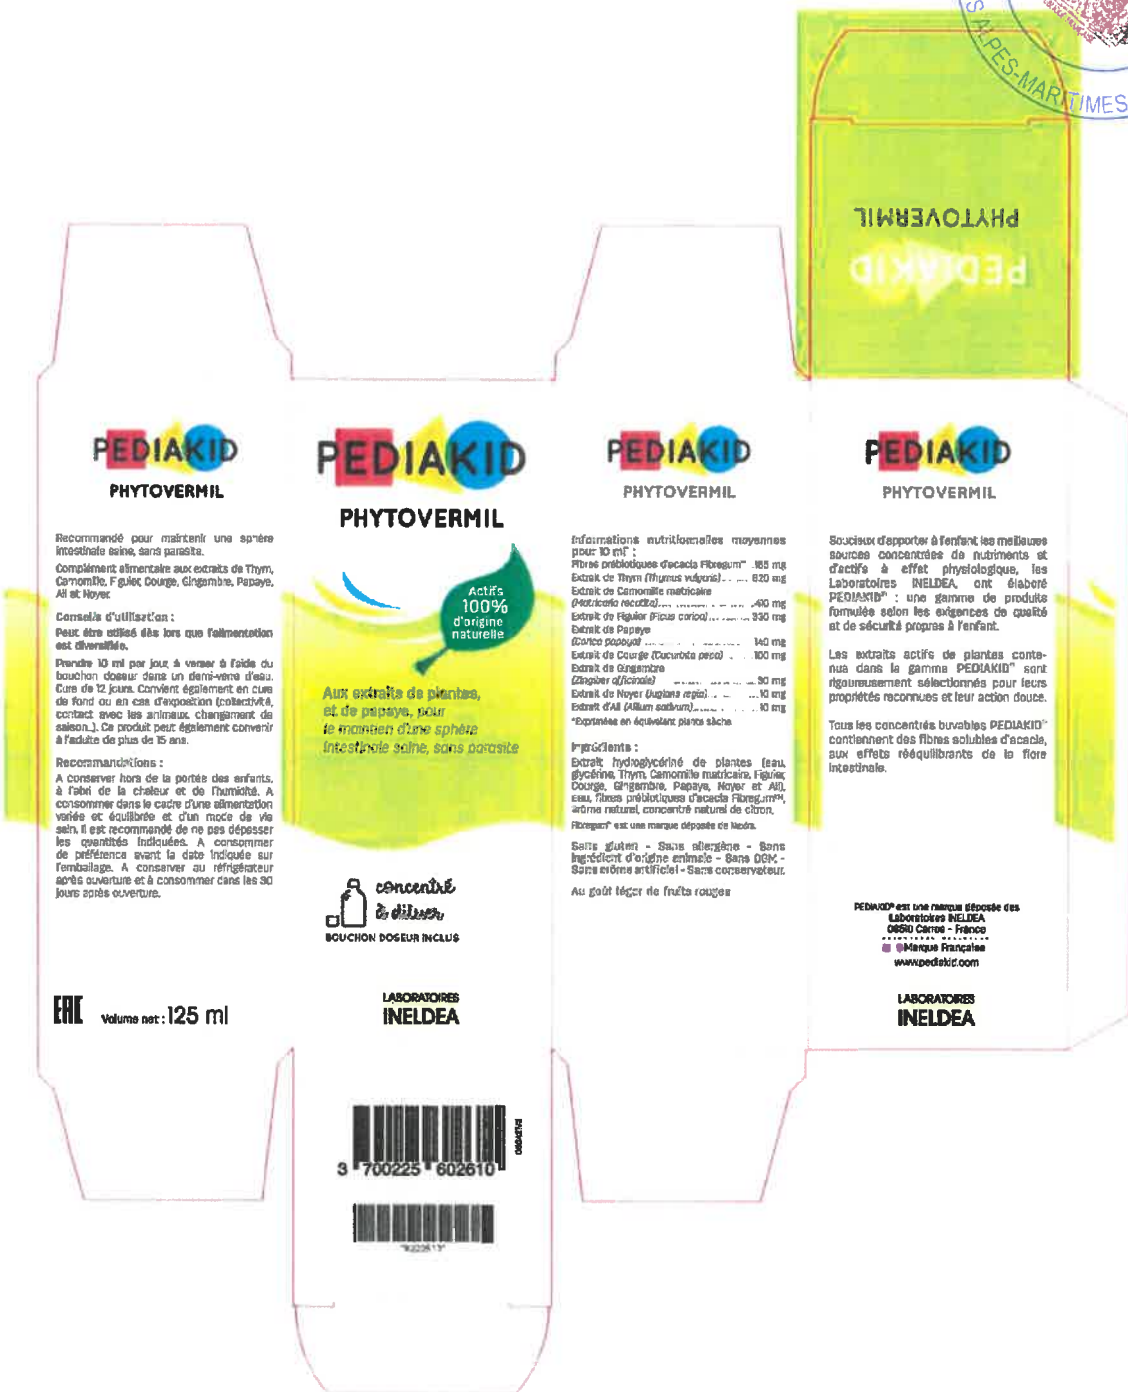 S ALPES-MARITIMES
PHYTOVERMIL
PEDIAKID
PEDIAKID
PHYTOVERMIL
Recommandé pour maintenir une sphère
intestinale saine, sans parasite.
Complément alimentaire aux extraits de Thym,
Camomille, Figuier, Courge, Gingembre, Papaye,
Ail et Noyer.
Conseils d'utilisation :
Peut être utilisé dès lors que l'alimentation
est diversifiée.
Prendre 10 ml par jour, à verser à l'aide du
bouchon doseur dans un demi-verre d'eau.
Cure de 12 jours. Convient également en cure
de fond ou en cas d'exposition (collectivité,
contact avec les animaux, changement de
saison...). Ce produit peut également convenir
à l'adulte de plus de 15 ans.
Recommandations :
A conserver hors de la portée des enfants,
à l'abri de la chaleur et de l'humidité. A
consommer dans le cadre d'une alimentation
variée et équilibrée et d'un mode de vie
sain. Il est recommandé de ne pas dépasser
les quantités indiquées. A consommer
de préférence avant la date indiquée sur
l'emballage. A conserver au réfrigérateur
après ouverture et à consommer dans les 30
jours après ouverture.
EAC Volume net : 125 ml
PEDIAKID
PHYTOVERMIL
Actifs
100%
d'origine
naturelle
Aux extraits de plantes,
et de papaye, pour
le maintien d'une sphère
intestinale saine, sans parasite
concentré
à diluer
BOUCHON DOSEUR INCLUS
LABORATOIRES
INELDEA
3 700225 602610
PEDIAKID
PHYTOVERMIL
Informations nutritionnelles moyennes
pour 10 ml* :
Fibres prébiotiques d'acacia Fibregum™ .165 mg
Extrait de Thym (Thymus vulgaris)..... 620 mg
Extrait de Camomille matricaire
(Matricaria recutita)..................410 mg
Extrait de Figuier (Ficus carica)........330 mg
Extrait de Papaye
(Carica papaya) ................ 140 mg
Extrait de Courge (Cucurbita pepo) . 100 mg
Extrait de Gingembre
(Zingiber officinale) ................90 mg
Extrait de Noyer (Juglans regia).......10 mg
Extrait d'Ail (Allium sativum)..........10 mg
*Exprimées en équivalent plante sèche
Ingrédients :
Extrait hydroglycériné de plantes (eau,
glycérine, Thym, Camomille matricaire, Figuier,
Courge, Gingembre, Papaye, Noyer et Ail),
eau, fibres prébiotiques d'acacia Fibregum™,
arôme naturel, concentré naturel de citron.
Fibregum™ est une marque déposée de Nexira.
Sans gluten - Sans allergène - Sans
ingrédient d'origine animale - Sans OGM -
Sans arôme artificiel - Sans conservateur.
Au goût léger de fruits rouges
PEDIAKID
PHYTOVERMIL
Soucieux d'apporter à l'enfant les meilleures
sources concentrées de nutriments et
d'actifs à effet physiologique, les
Laboratoires INELDEA, ont élaboré
PEDIAKID® : une gamme de produits
formulée selon les exigences de qualité
et de sécurité propres à l'enfant.
Les extraits actifs de plantes conte-
nus dans la gamme PEDIAKID® sont
rigoureusement sélectionnés pour leurs
propriétés reconnues et leur action douce.
Tous les concentrés buvables PEDIAKID®
contiennent des fibres solubles d'acacia,
aux effets rééquilibrants de la flore
intestinale.
PEDIAKID® est une marque déposée des
Laboratoires INELDEA
06510 Carros - France
Marque Française
www.pediakid.com
LABORATOIRES
INELDEA